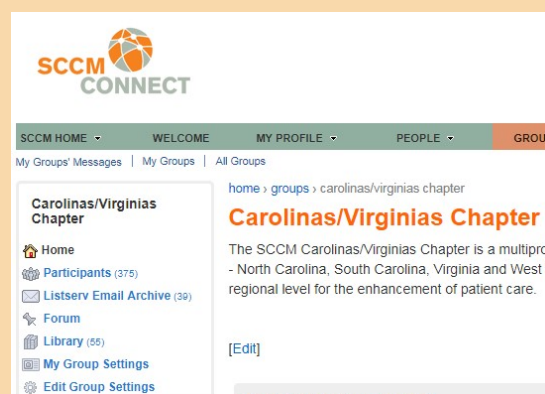 SCCM
CONNECT
SCCM HOME WELCOME MY PROFILE PEOPLE
My Groups' Messages | My Groups | All Groups
Carolinas/Virginias
Chapter
Home
Participants (375)
Listserv Email Archive (39)
Forum
Library (55)
My Group Settings
Edit Group Settings
home › groups › carolinas/virginias chapter
Carolinas/Virginias Chapter
The SCCM Carolinas/Virginias Chapter is a
- North Carolina, South Carolina, Virginia and West
regional level for the enhancement of patient care.
[Edit]